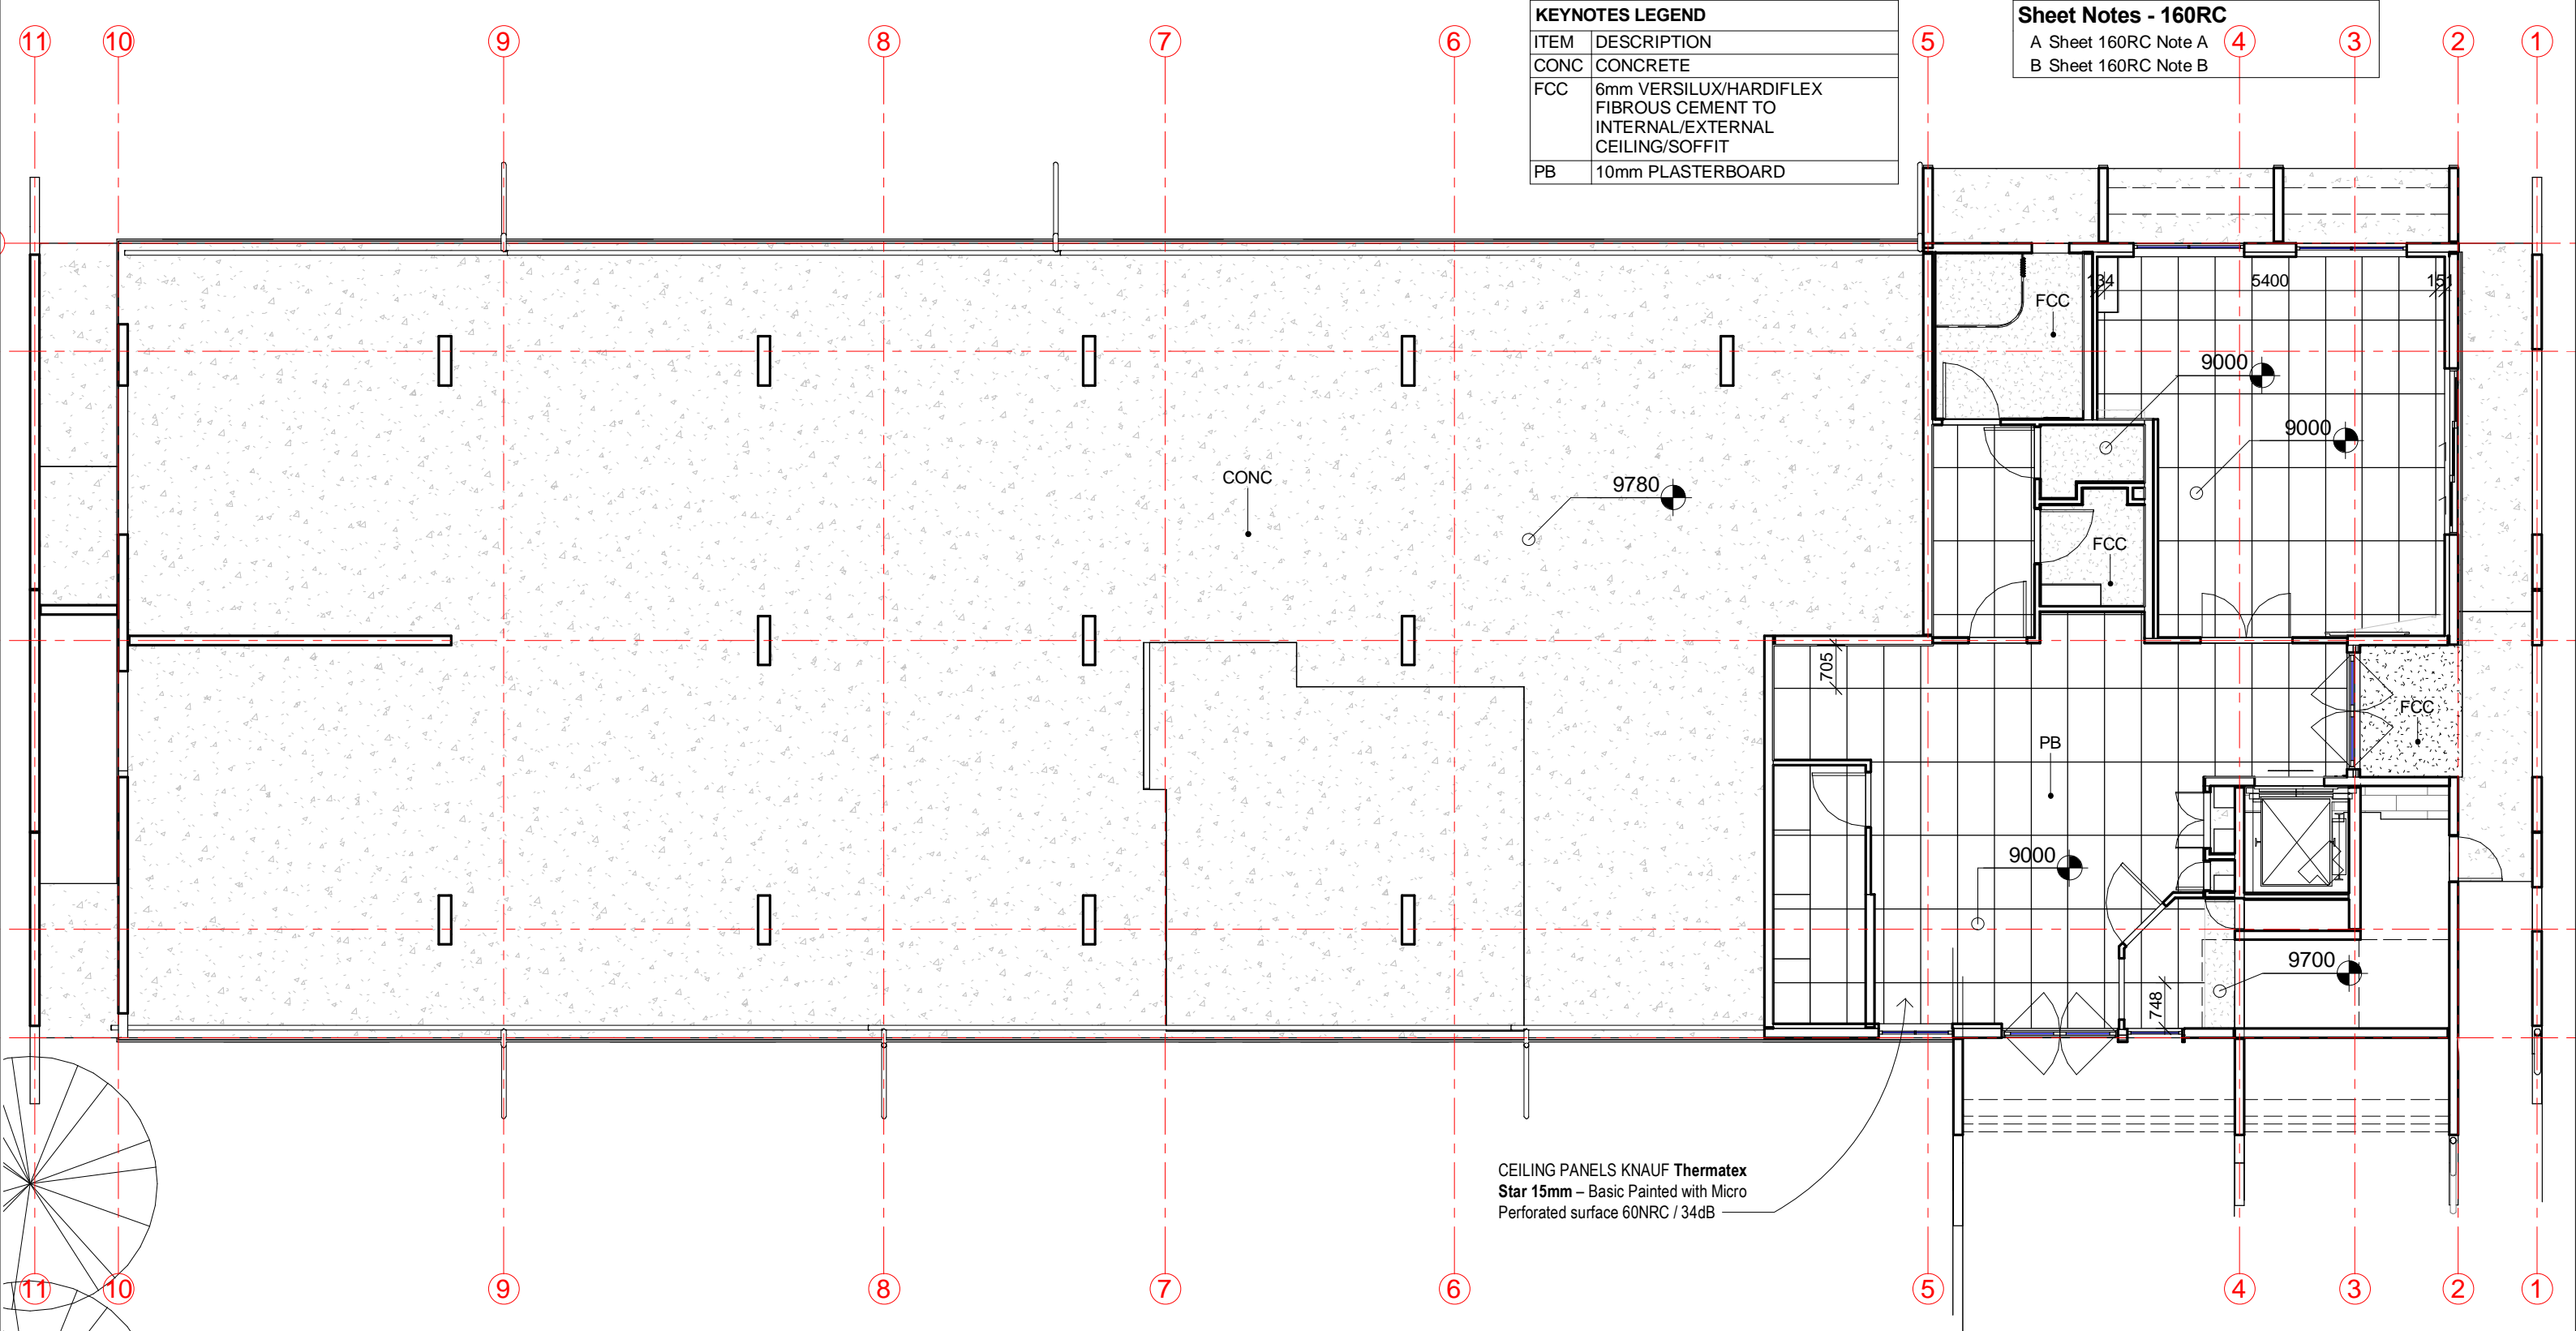 KEYNOTES LEGEND
ITEM DESCRIPTION
CONC CONCRETE
FCC 6mm VERSILUX/HARDIFLEX
FIBROUS CEMENT TO
INTERNAL/EXTERNAL
CEILING/SOFFIT
PB 10mm PLASTERBOARD
Sheet Notes - 160RC
A Sheet 160RC Note A
B Sheet 160RC Note B
11 10 9 8 7 6 5 4 3 2 1
134 5400 151
FCC
9000
9000
CONC
9780
FCC
705
FCC
PB
9000
9700
748
CEILING PANELS KNAUF Thermatex
Star 15mm – Basic Painted with Micro
Perforated surface 60NRC / 34dB
11 10 9 8 7 6 5 4 3 2 1